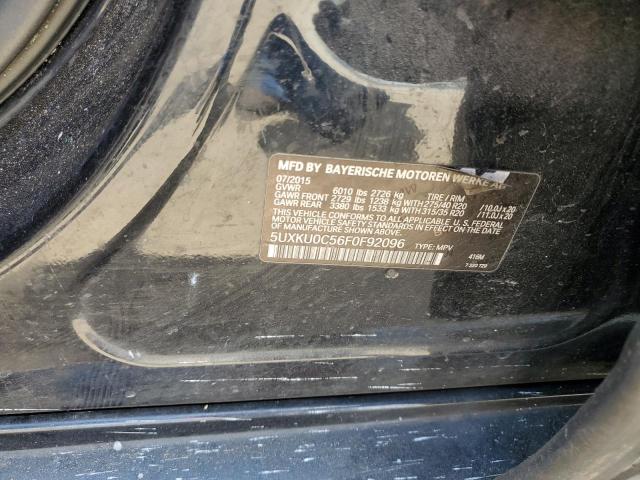 MFD BY BAYERISCHE MOTOREN WERKE AG
07/2015
GVWR 6010 lbs 2726 kg TIRE / RIM
GAWR FRONT 2729 lbs 1238 kg WITH 275/40 R20 /10.0J x 20
GAWR REAR 3380 lbs 1533 kg WITH 315/35 R20 /11.0J x 20
THIS VEHICLE CONFORMS TO ALL APPLICABLE
U.S. FEDERAL MOTOR VEHICLE SAFETY STANDARDS
IN EFFECT ON THE DATE OF MANUFACTURE SHOWN ABOVE.
5UXKU0C56F0F92096 TYPE: MPV
416M